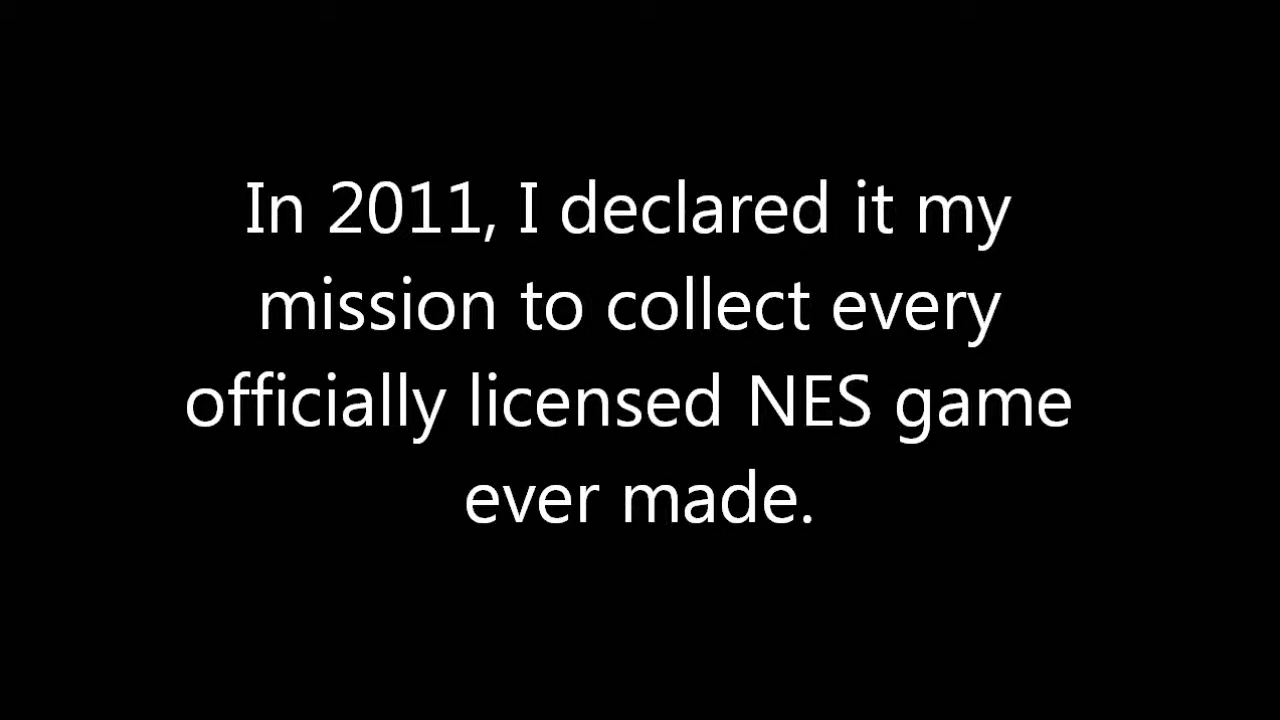 In 2011, I declared it my
mission to collect every
officially licensed NES game
ever made.